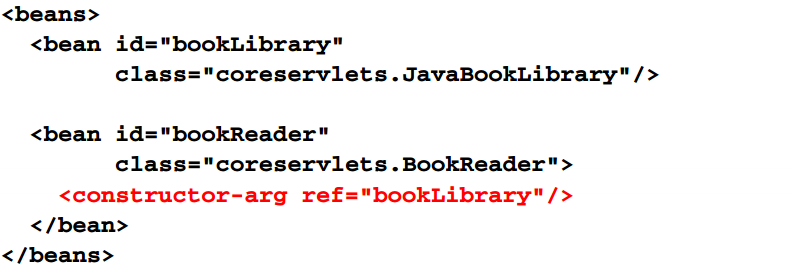 <beans>
  <bean id="bookLibrary"
        class="coreservlets.JavaBookLibrary"/>

  <bean id="bookReader"
        class="coreservlets.BookReader">
    <constructor-arg ref="bookLibrary"/>
  </bean>
</beans>